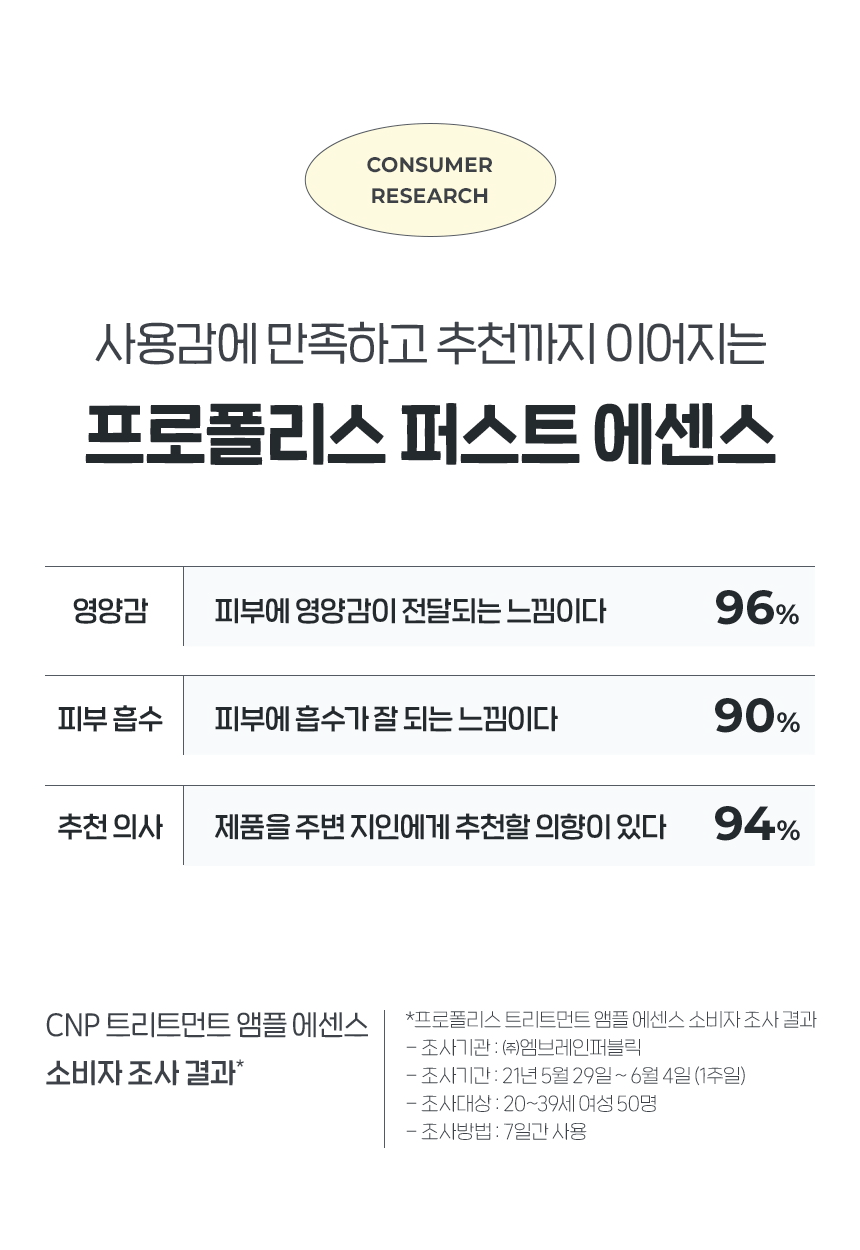 CONSUMER
RESEARCH
사용감에 만족하고 추천까지 이어지는
프로폴리스 퍼스트 에센스
영양감 피부에 영양감이 전달되는 느낌이다 96%
피부 흡수 피부에 흡수가 잘 되는 느낌이다 90%
추천 의사 제품을 주변 지인에게 추천할 의향이 있다 94%
CNP 트리트먼트 앰플 에센스
소비자 조사 결과*
*프로폴리스 트리트먼트 앰플 에센스 소비자 조사 결과
- 조사기관 : ㈜엠브레인퍼블릭
- 조사기간 : 21년 5월 29일 ~ 6월 4일 (1주일)
- 조사대상 : 20~39세 여성 50명
- 조사방법 : 7일간 사용